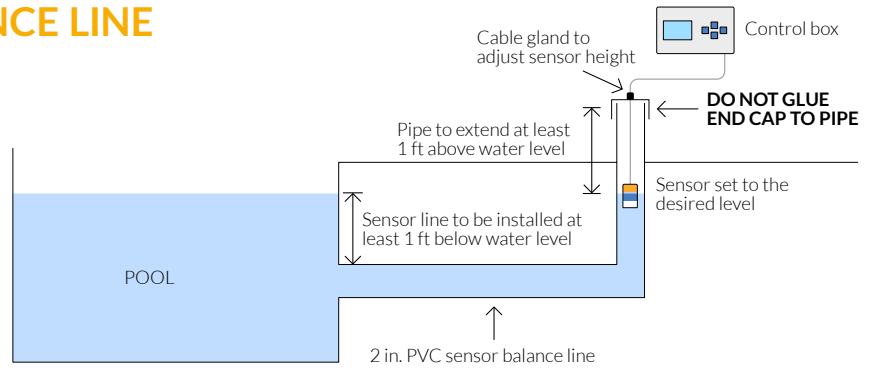 NCE LINE
Cable gland to
adjust sensor height
Control box
DO NOT GLUE
END CAP TO PIPE
Pipe to extend at least
1 ft above water level
Sensor set to the
desired level
Sensor line to be installed at
least 1 ft below water level
POOL
2 in. PVC sensor balance line